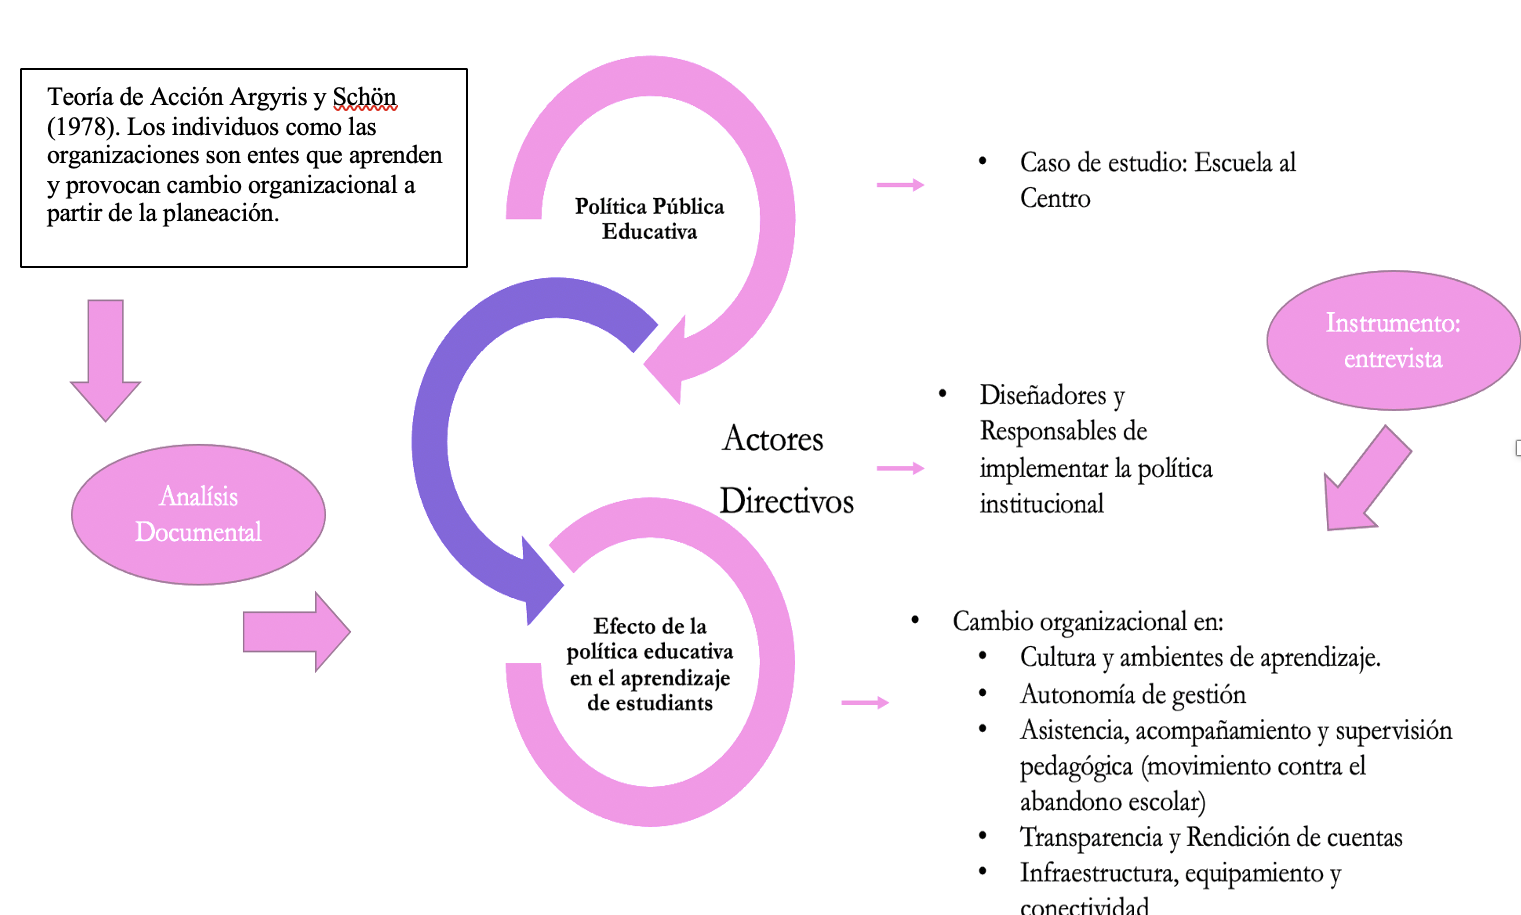 Teoría de Acción Argyris y Schön
(1978). Los individuos como las
organizaciones son entes que aprenden
y provocan cambio organizacional a
partir de la planeación.
Analísis
Documental
Política Pública
Educativa
Actores
Directivos
Efecto de la
política educativa
en el aprendizaje
de estudiants
• Caso de estudio: Escuela al
Centro
• Diseñadores y
Responsables de
implementar la política
institucional
Instrumento:
entrevista
• Cambio organizacional en:
• Cultura y ambientes de aprendizaje.
• Autonomía de gestión
• Asistencia, acompañamiento y supervisión
pedagógica (movimiento contra el
abandono escolar)
• Transparencia y Rendición de cuentas
• Infraestructura, equipamiento y
conectividad